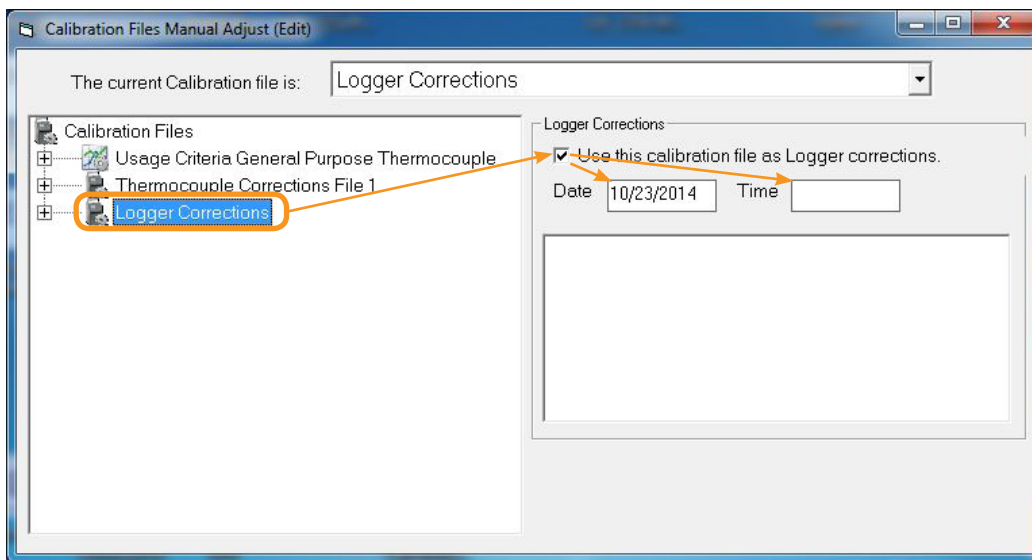 Calibration Files Manual Adjust (Edit)
The current Calibration file is: Logger Corrections
Calibration Files
Usage Criteria General Purpose Thermocouple
Thermocouple Corrections File 1
Logger Corrections
Logger Corrections
Use this calibration file as Logger corrections.
Date 10/23/2014 Time